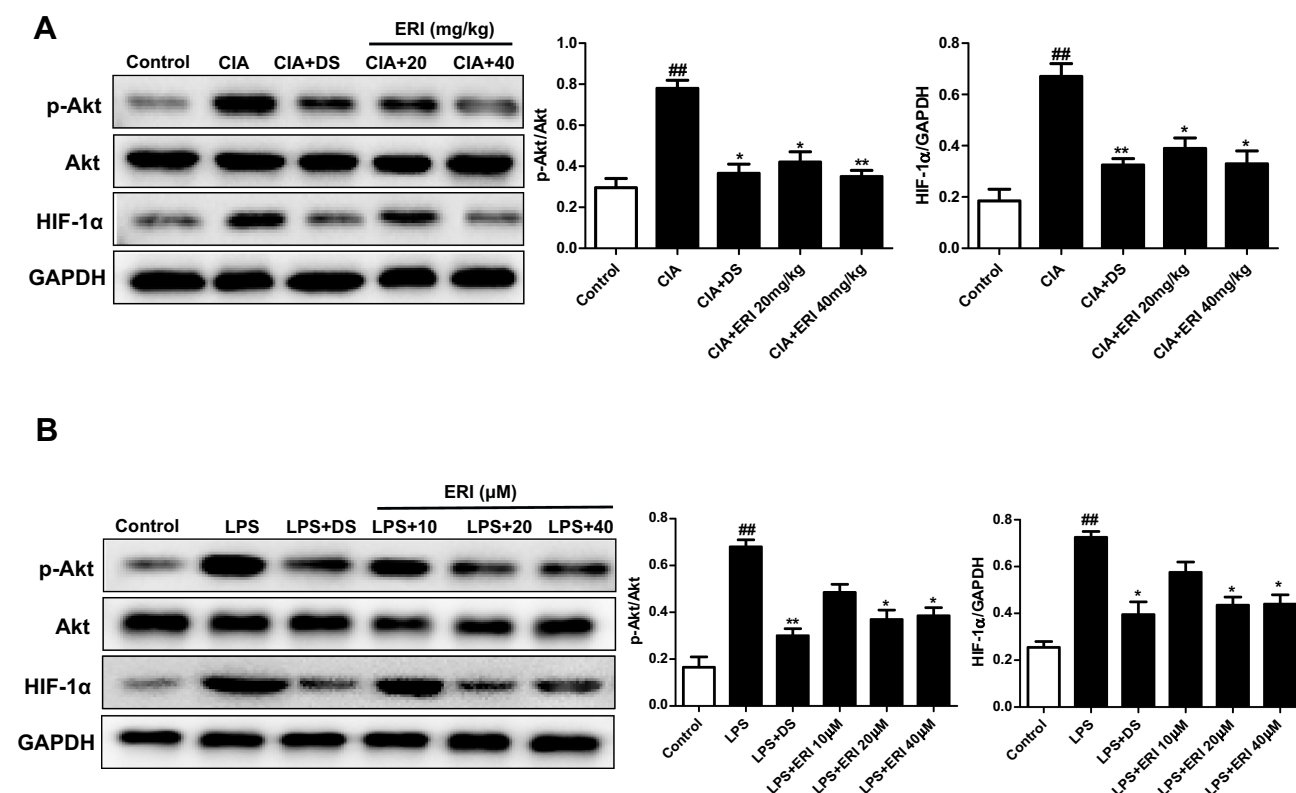 A
ERI (mg/kg)
Control CIA CIA+DS CIA+20 CIA+40
p-Akt
Akt
HIF-1α
GAPDH
p-Akt/Akt
1.0
0.8
0.6
0.4
0.2
0.0
##
*
*
**
Control
CIA
CIA+DS
CIA+ERI 20mg/kg
CIA+ERI 40mg/kg
HIF-1α/GAPDH
0.8
0.6
0.4
0.2
0.0
##
**
*
*
Control
CIA
CIA+DS
CIA+ERI 20mg/kg
CIA+ERI 40mg/kg
B
ERI (μM)
Control LPS LPS+DS LPS+10 LPS+20 LPS+40
p-Akt
Akt
HIF-1α
GAPDH
p-Akt/Akt
0.8
0.6
0.4
0.2
0.0
##
**
*
*
Control
LPS
LPS+DS
LPS+ERI 10μM
LPS+ERI 20μM
LPS+ERI 40μM
HIF-1α/GAPDH
0.8
0.6
0.4
0.2
0.0
##
*
*
*
Control
LPS
LPS+DS
LPS+ERI 10μM
LPS+ERI 20μM
LPS+ERI 40μM